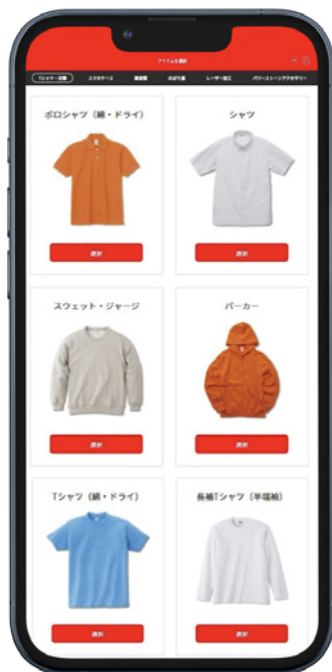 アイテムを選択
Tシャツ・衣類 スマホケース 雑貨類 のぼり旗 レーザー加工 パワーストーンアクセサリー
ポロシャツ（綿・ドライ） シャツ
選択 選択
スウェット・ジャージ パーカー
選択 選択
Tシャツ（綿・ドライ） 長袖Tシャツ（半端袖）
選択 選択